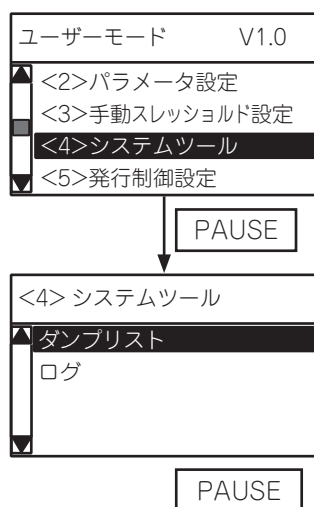 ユーザーモード V1.0
<2>パラメータ設定
<3>手動スレッショルド設定
<4>システムツール
<5>発行制御設定
PAUSE
<4> システムツール
ダンプリスト
ログ
PAUSE